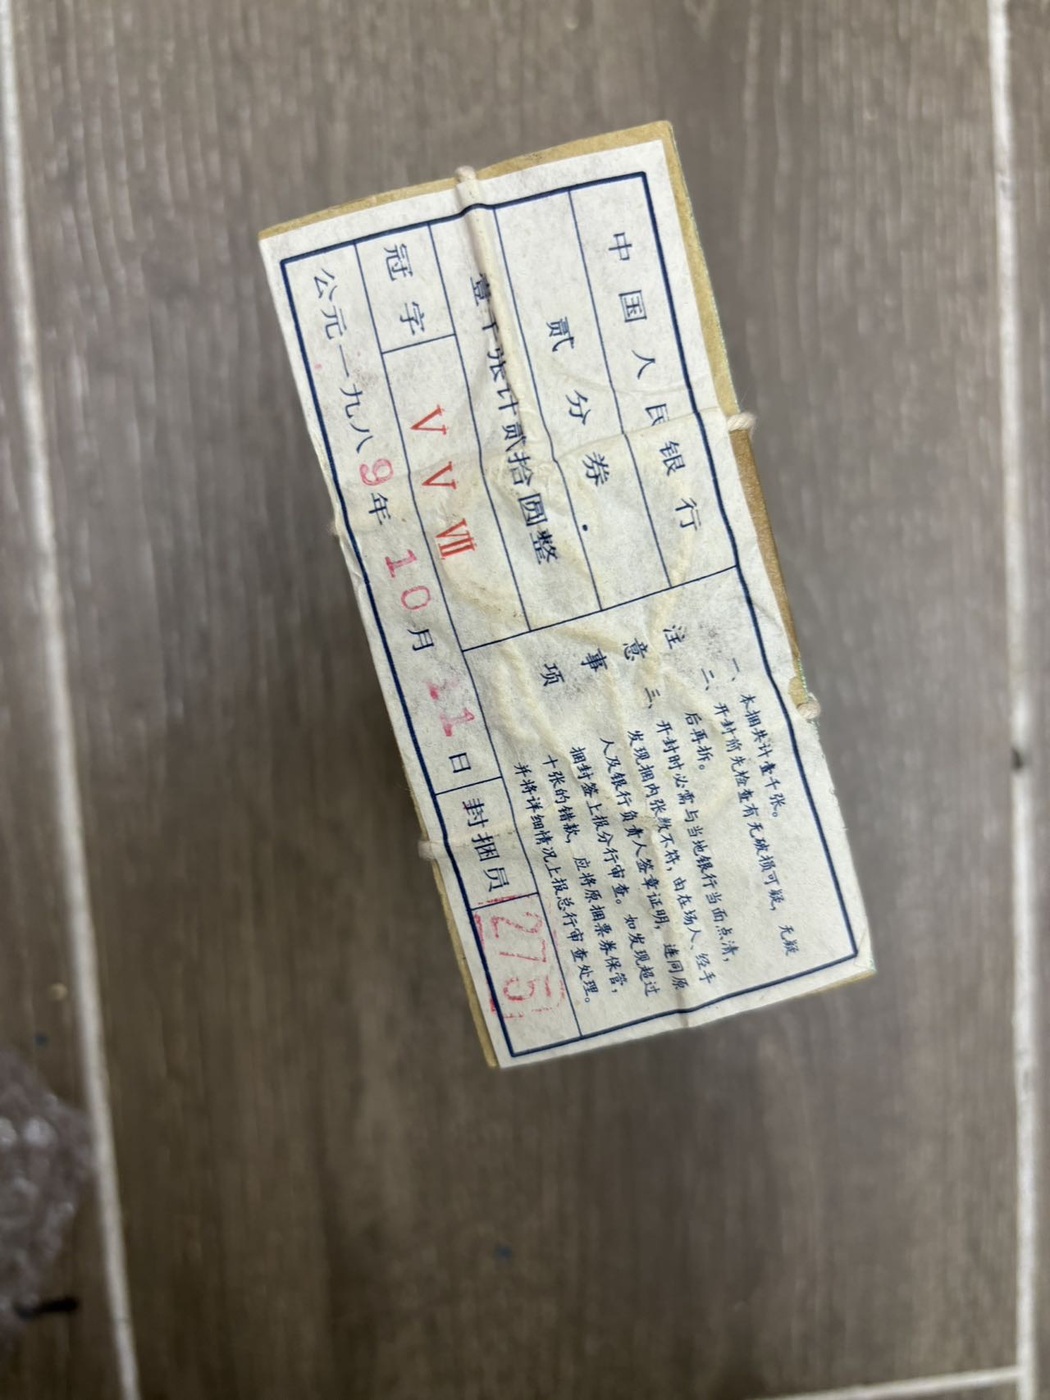 中国人民银行
贰分券
壹千张计贰拾圆整
冠字 V V Ⅶ
公元一九八9年10月11日
封捆员 275
注意事项
一、本捆共计壹千张。
二、开封前先检查有无破损可疑，无疑
后再拆。
三、开封时必需与当地银行当面点清，
发现捆内张数不符，由在场人、经手
人及银行负责人签章证明，连同原
捆封签上报分行审查。如发现超过
十张的错款，应将原捆票券保管，
并将详细情况上报总行审查处理。